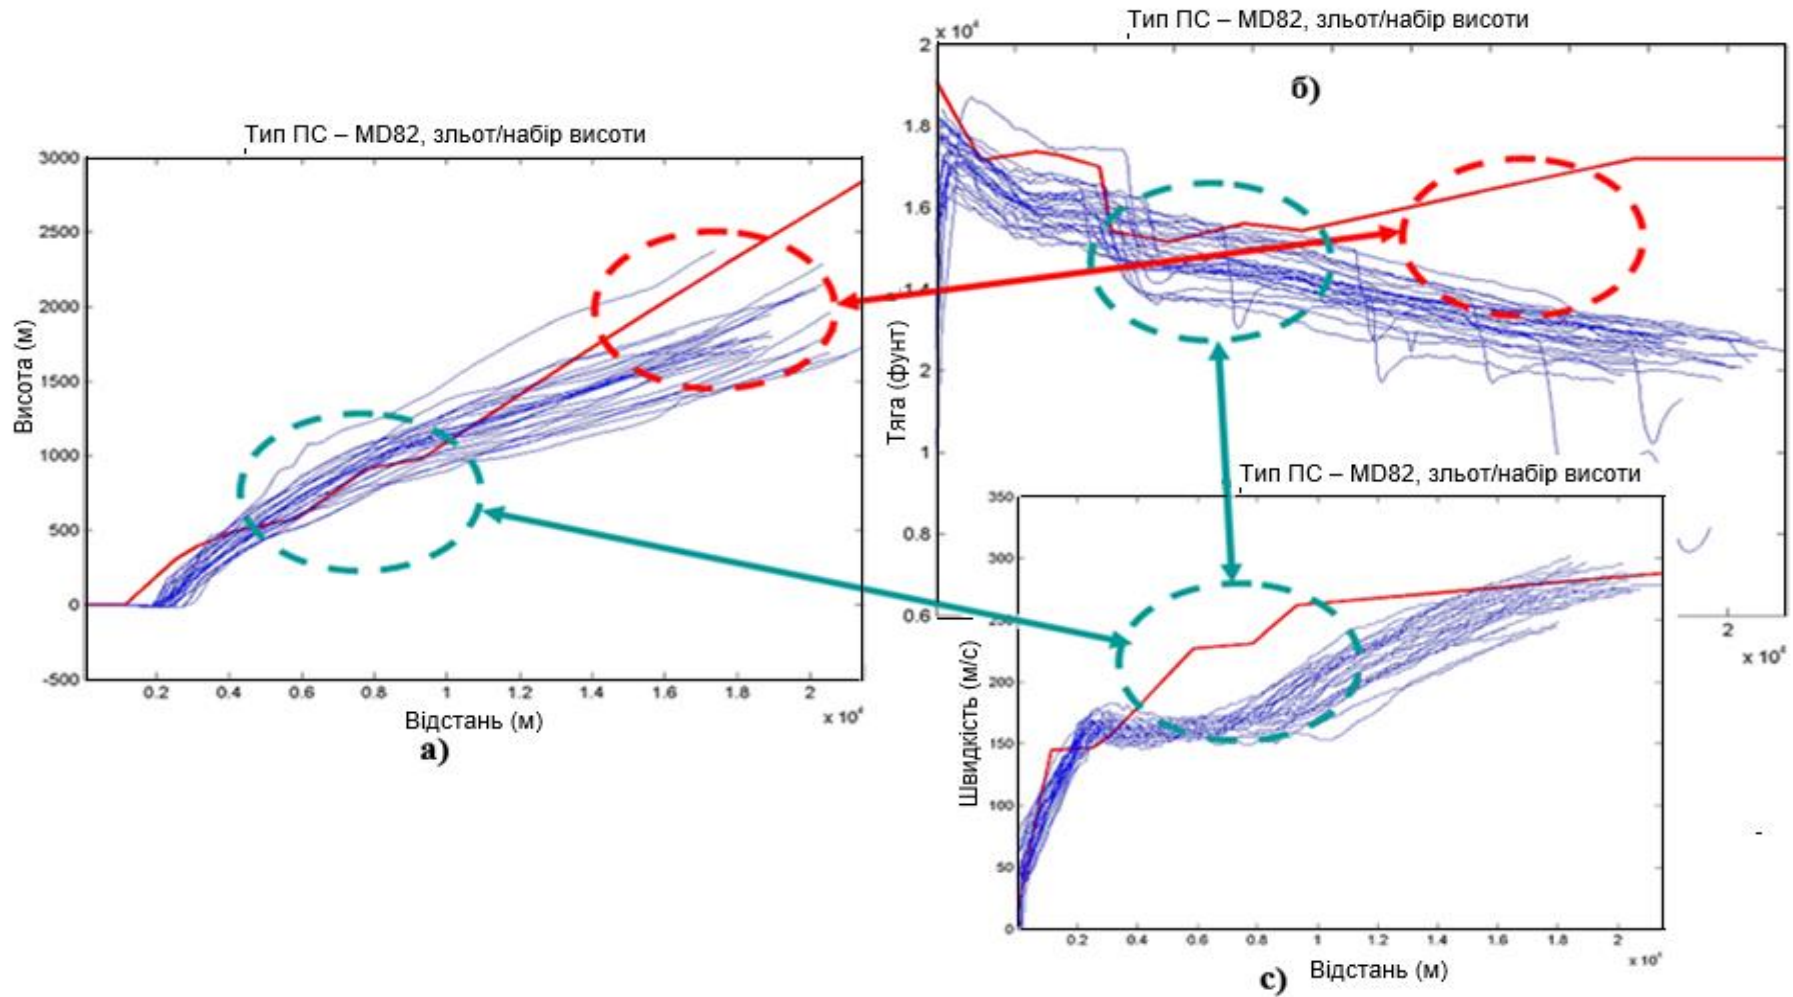 Тип ПС – MD82, зльот/набір висоти
3000
2500
2000
1500
1000
500
0
-500
Висота (м)
0.2 0.4 0.6 0.8 1 1.2 1.4 1.6 1.8 2
x 10⁴
Відстань (м)
а)
Тип ПС – MD82, зльот/набір висоти
x 10⁴
б)
2
1.8
1.6
1.4
2
1
0.8
0.6
Тяга (фунт)
2
x 10⁴
Тип ПС – MD82, зльот/набір висоти
350
300
250
200
150
100
50
0
Швидкість (м/с)
0.2 0.4 0.6 0.8 1 1.2 1.4 1.6 1.8 2
x 10⁴
Відстань (м)
с)